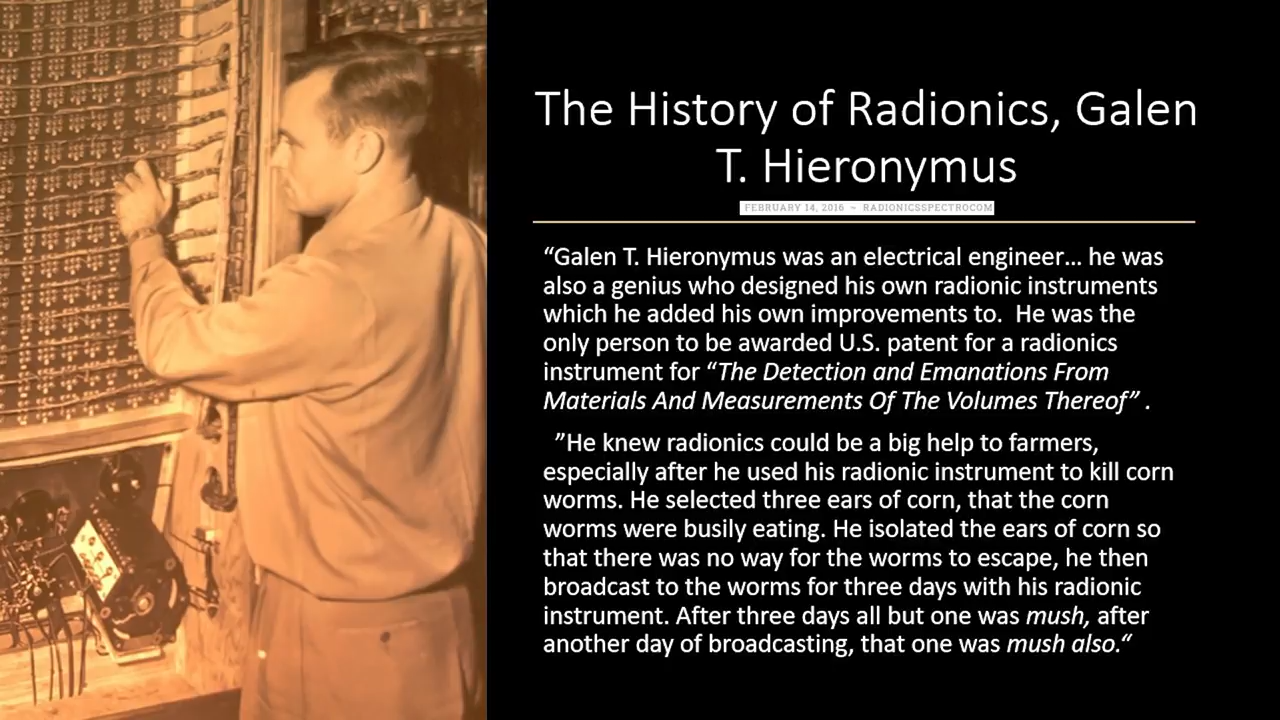 The History of Radionics, Galen
T. Hieronymus
FEBRUARY 14, 2016 ~ RADIONICSSPECTROCOM
“Galen T. Hieronymus was an electrical engineer... he was
also a genius who designed his own radionic instruments
which he added his own improvements to.  He was the
only person to be awarded U.S. patent for a radionics
instrument for “The Detection and Emanations From
Materials And Measurements Of The Volumes Thereof” .
”He knew radionics could be a big help to farmers,
especially after he used his radionic instrument to kill corn
worms. He selected three ears of corn, that the corn
worms were busily eating. He isolated the ears of corn so
that there was no way for the worms to escape, he then
broadcast to the worms for three days with his radionic
instrument. After three days all but one was mush, after
another day of broadcasting, that one was mush also.“